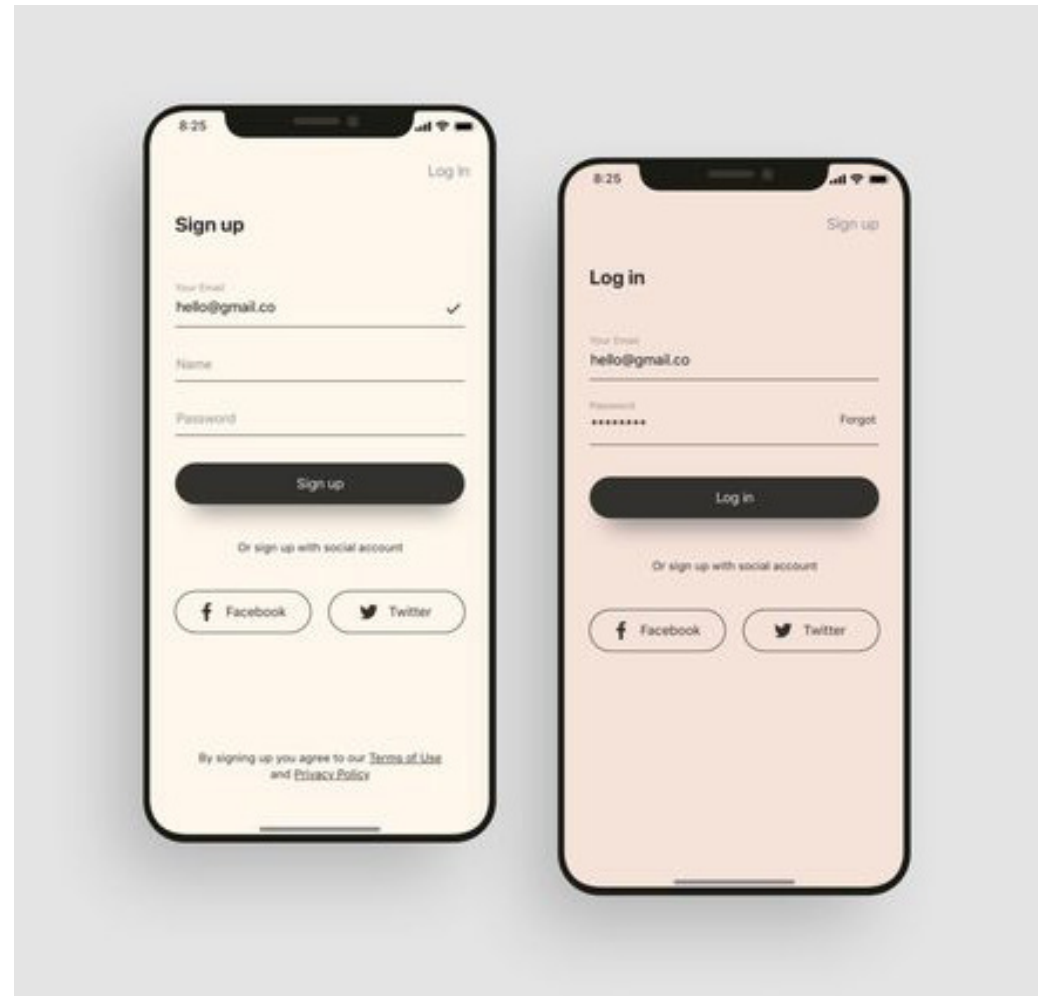 8:25
Log In
Sign up
Your Email
hello@gmail.co
Name
Password
Sign up
Or sign up with social account
Facebook
Twitter
By signing up you agree to our Terms of Use
and Privacy Policy
8:25
Sign up
Log in
Your Email
hello@gmail.co
Password
Forgot
Log in
Or sign up with social account
Facebook
Twitter